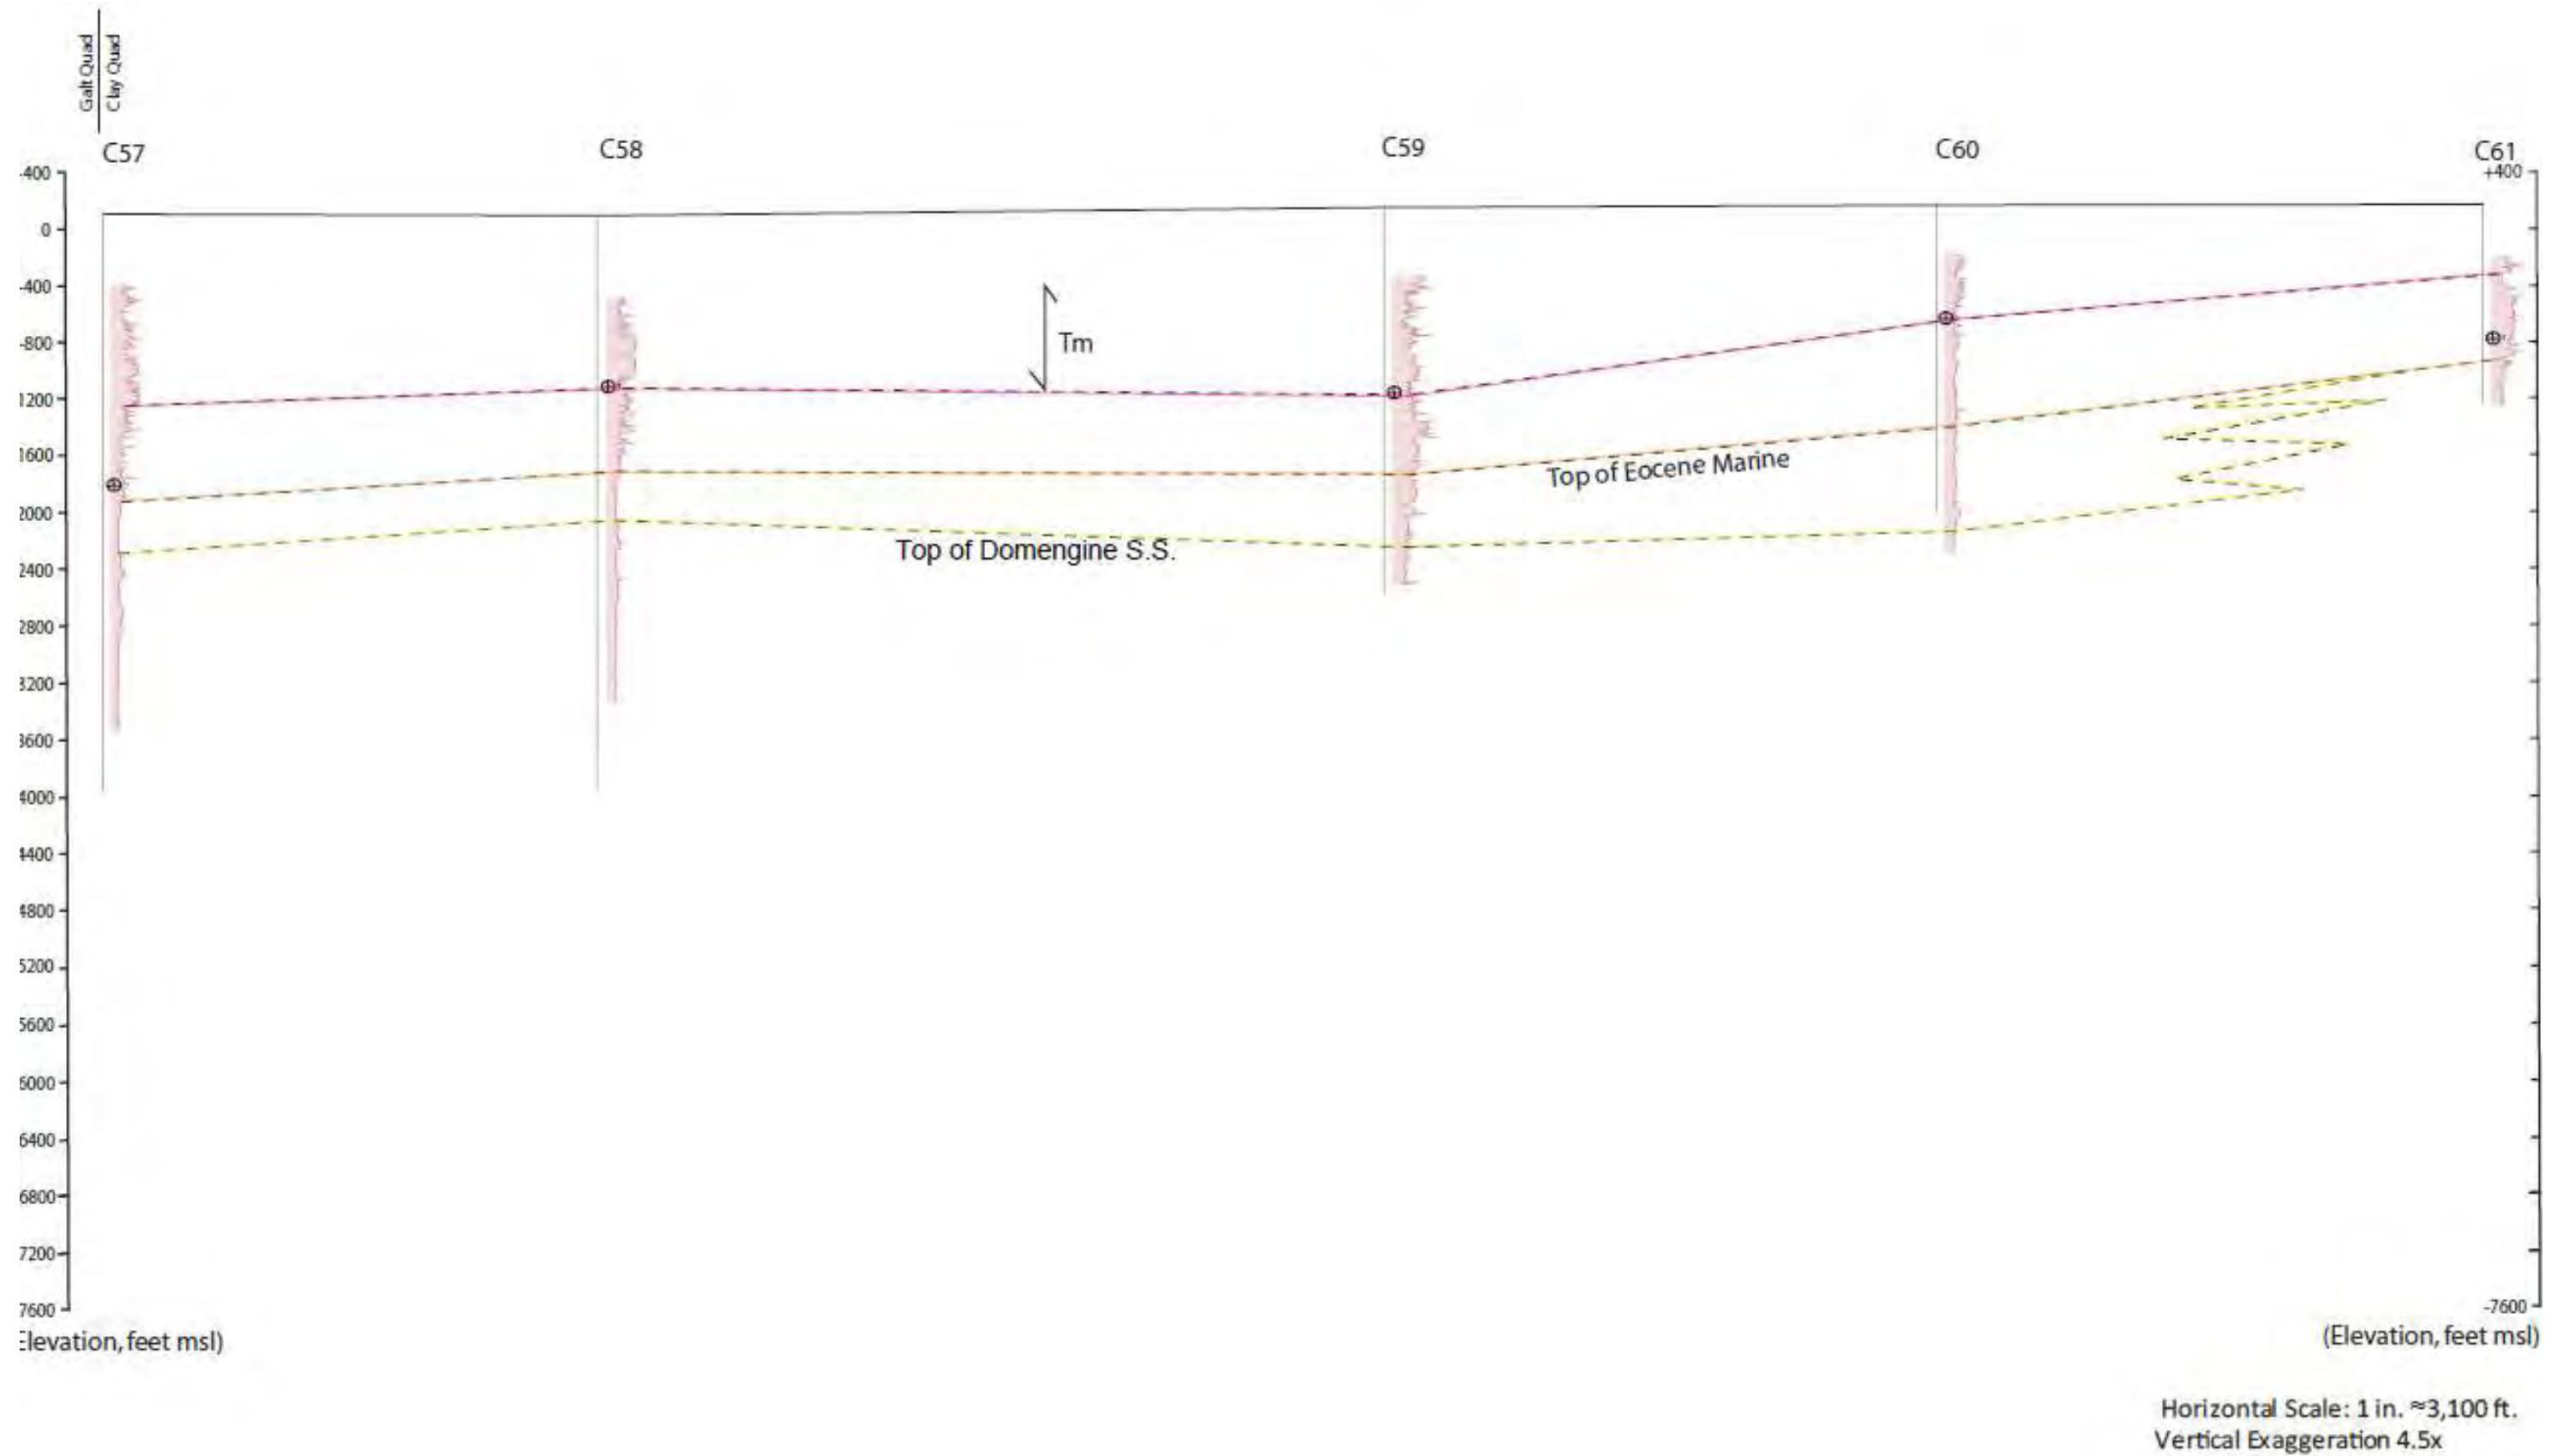 Galt Quad
Clay Quad
C57
C58
C59
C60
C61
400
+400
0
-400
-800
1200
1600
2000
2400
2800
3200
3600
4000
4400
4800
5200
5600
6000
6400
6800
7200
7600
-7600
Tm
Top of Eocene Marine
Top of Domengine S.S.
Elevation, feet msl)
(Elevation, feet msl)
Horizontal Scale: 1 in. ≈3,100 ft.
Vertical Exaggeration 4.5x